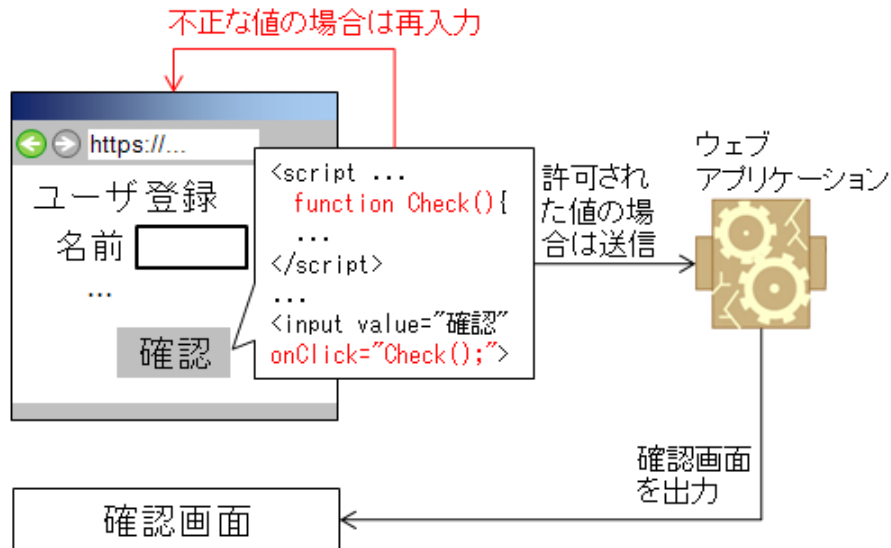 不正な値の場合は再入力
https://...
ユーザ登録
名前
...
確認
<script ...
function Check(){
...
</script>
...
<input value="確認"
onClick="Check();">
許可され
た値の場
合は送信
ウェブ
アプリケーション
確認画面
を出力
確認画面